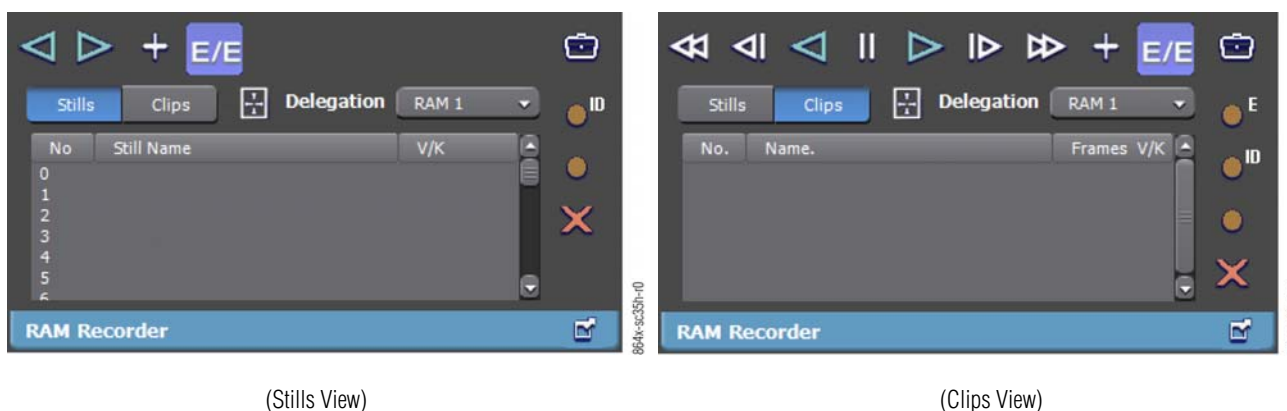 E/E
Stills
Clips
Delegation
RAM 1
ID
No
Still Name
V/K
0
1
2
3
4
5
6
RAM Recorder
864x-sc35h-r0
(Stills View)
E/E
Stills
Clips
Delegation
RAM 1
E
No.
Name.
Frames
V/K
ID
RAM Recorder
(Clips View)